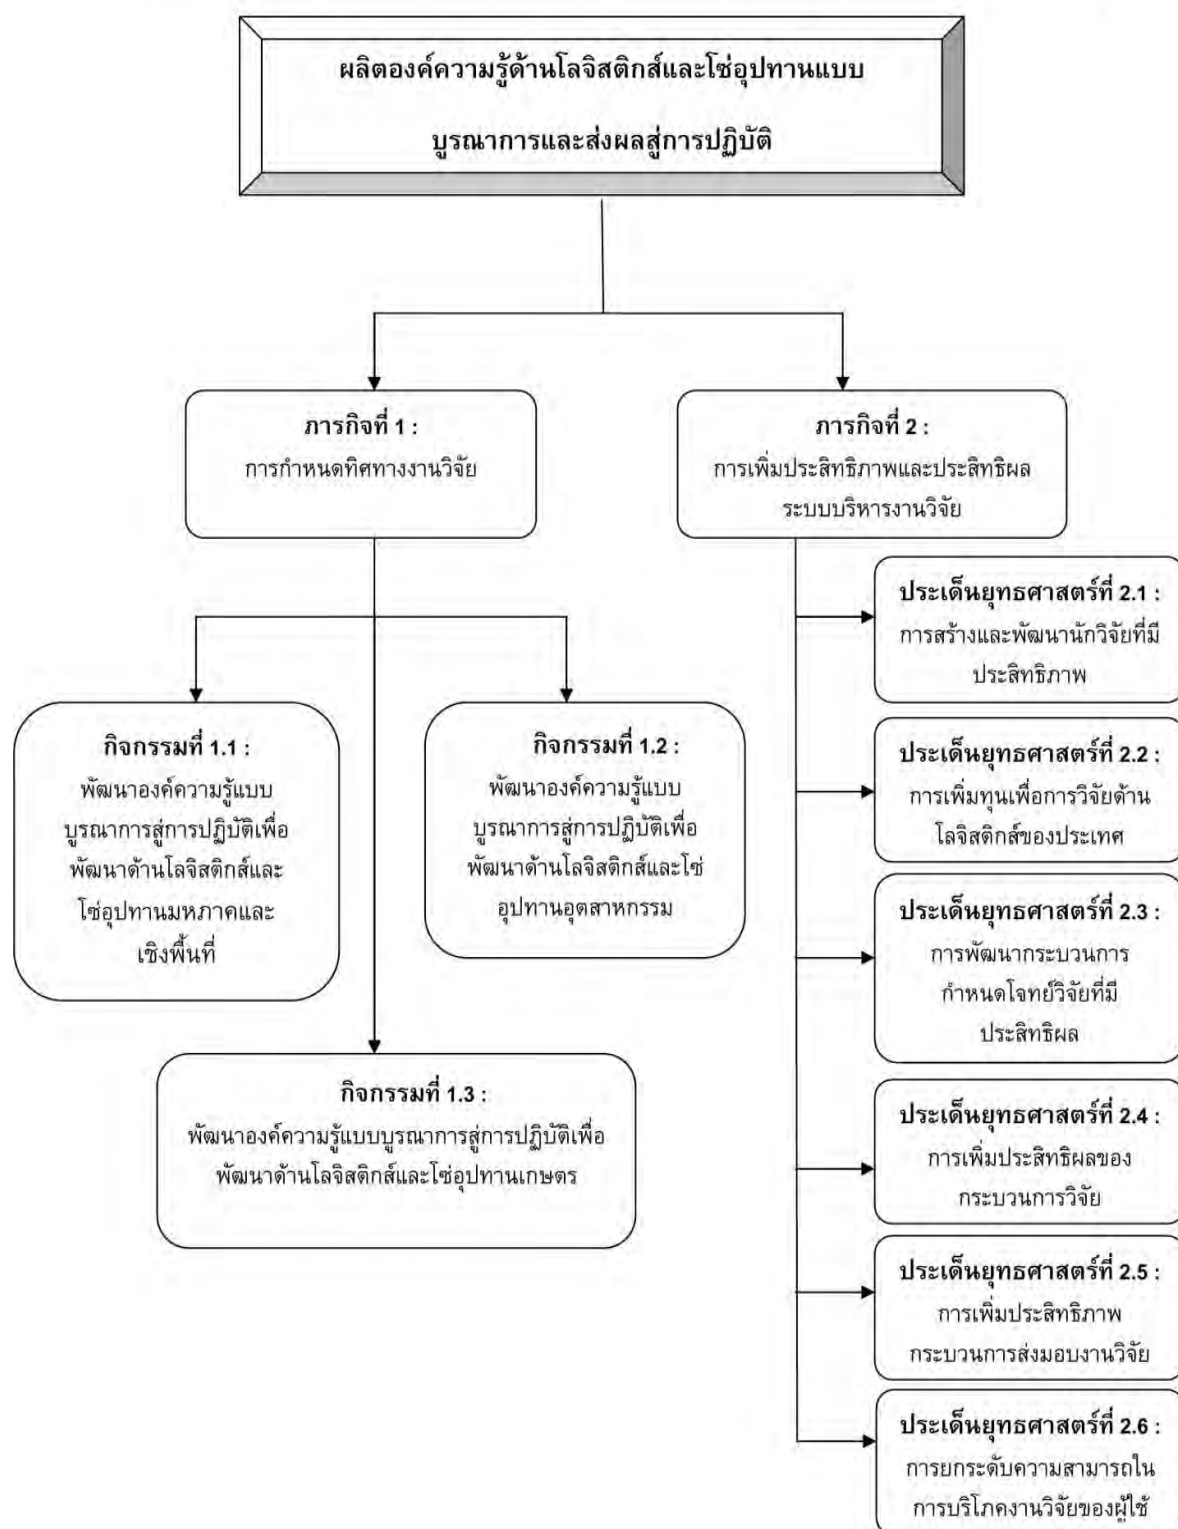 ผลิตองค์ความรู้ด้านโลจิสติกส์และโซ่อุปทานแบบ
บูรณาการและส่งผลสู่การปฏิบัติ
ภารกิจที่ 1 :
การกำหนดทิศทางงานวิจัย
ภารกิจที่ 2 :
การเพิ่มประสิทธิภาพและประสิทธิผล
ระบบบริหารงานวิจัย
กิจกรรมที่ 1.1 :
พัฒนาองค์ความรู้แบบ
บูรณาการสู่การปฏิบัติเพื่อ
พัฒนาด้านโลจิสติกส์และ
โซ่อุปทานมหภาคและ
เชิงพื้นที่
กิจกรรมที่ 1.2 :
พัฒนาองค์ความรู้แบบ
บูรณาการสู่การปฏิบัติเพื่อ
พัฒนาด้านโลจิสติกส์และโซ่
อุปทานอุตสาหกรรม
กิจกรรมที่ 1.3 :
พัฒนาองค์ความรู้แบบบูรณาการสู่การปฏิบัติเพื่อ
พัฒนาด้านโลจิสติกส์และโซ่อุปทานเกษตร
ประเด็นยุทธศาสตร์ที่ 2.1 :
การสร้างและพัฒนานักวิจัยที่มี
ประสิทธิภาพ
ประเด็นยุทธศาสตร์ที่ 2.2 :
การเพิ่มทุนเพื่อการวิจัยด้าน
โลจิสติกส์ของประเทศ
ประเด็นยุทธศาสตร์ที่ 2.3 :
การพัฒนากระบวนการ
กำหนดโจทย์วิจัยที่มี
ประสิทธิผล
ประเด็นยุทธศาสตร์ที่ 2.4 :
การเพิ่มประสิทธิผลของ
กระบวนการวิจัย
ประเด็นยุทธศาสตร์ที่ 2.5 :
การเพิ่มประสิทธิภาพ
กระบวนการส่งมอบงานวิจัย
ประเด็นยุทธศาสตร์ที่ 2.6 :
การยกระดับความสามารถใน
การบริโภคงานวิจัยของผู้ใช้